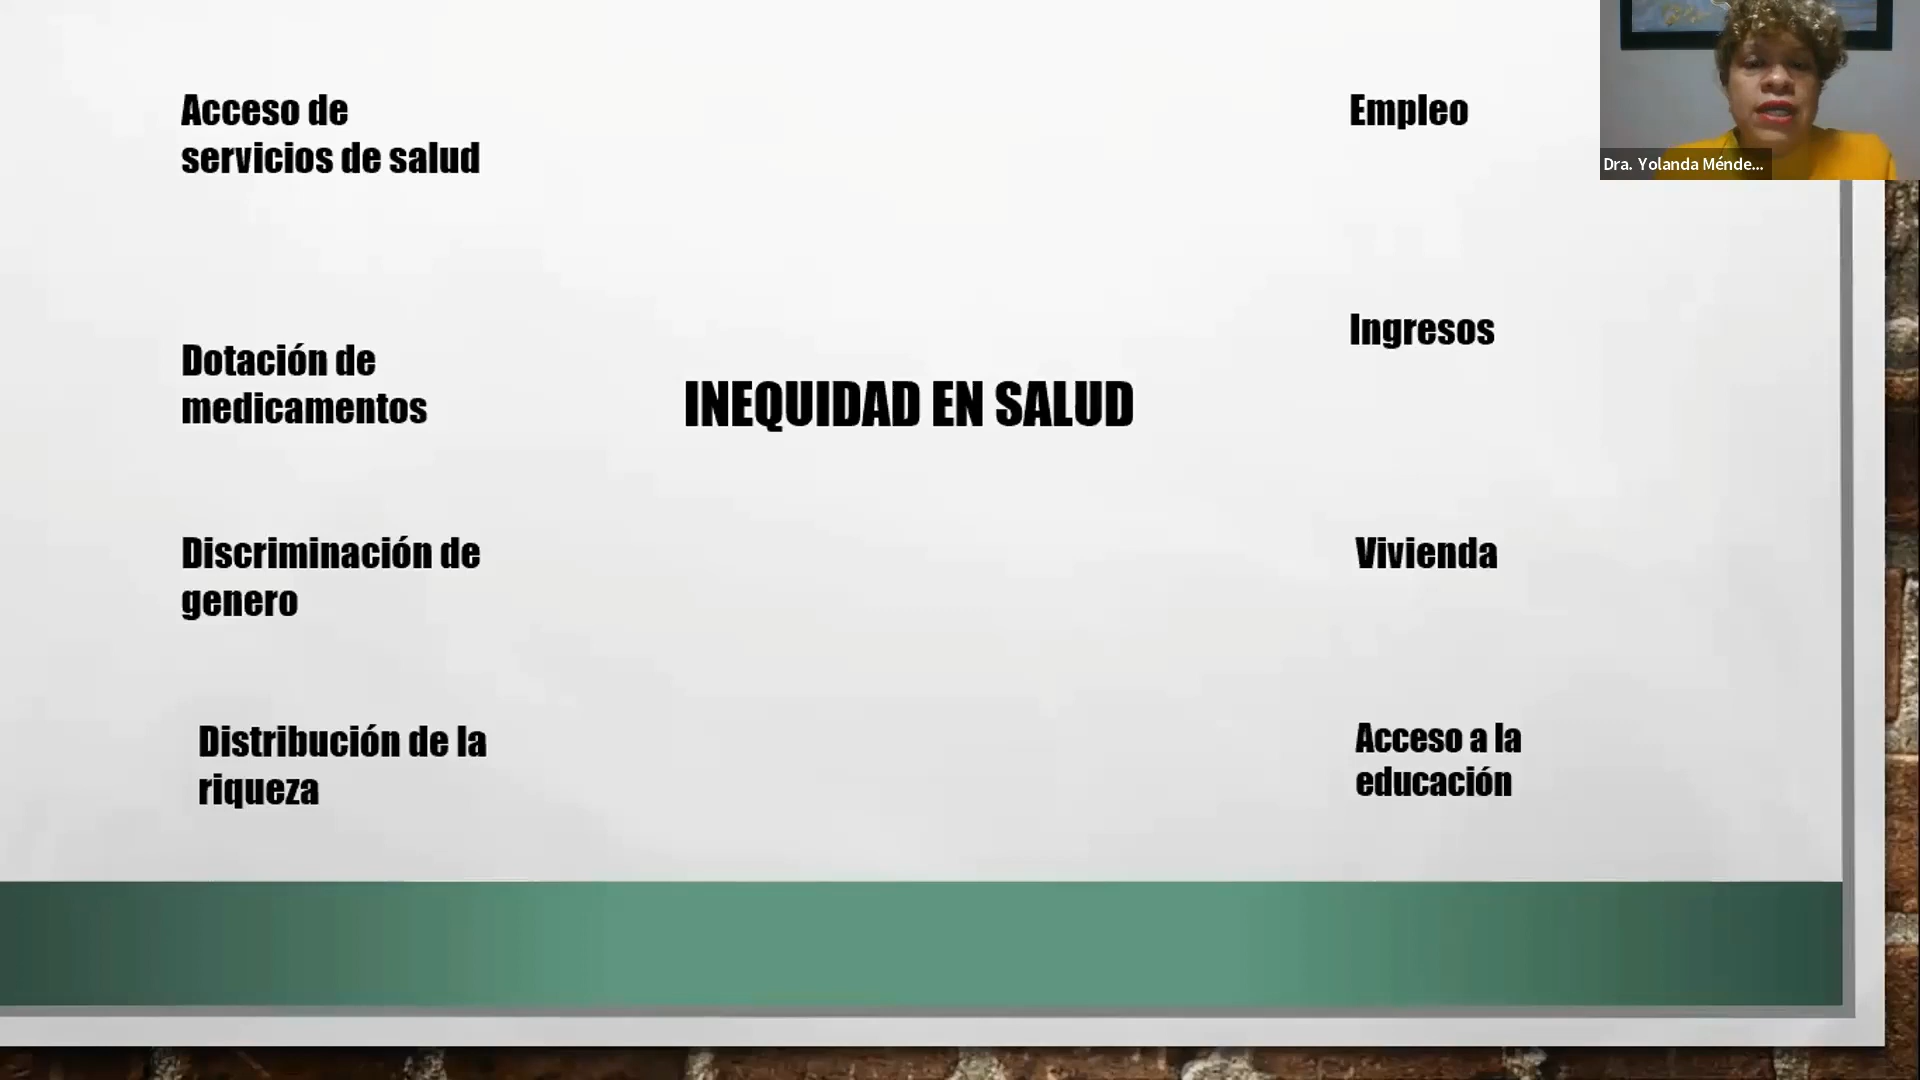 Acceso de
servicios de salud
Dotación de
medicamentos
Discriminación de
genero
Distribución de la
riqueza
INEQUIDAD EN SALUD
Empleo
Ingresos
Vivienda
Acceso a la
educación
Dra. Yolanda Ménde...